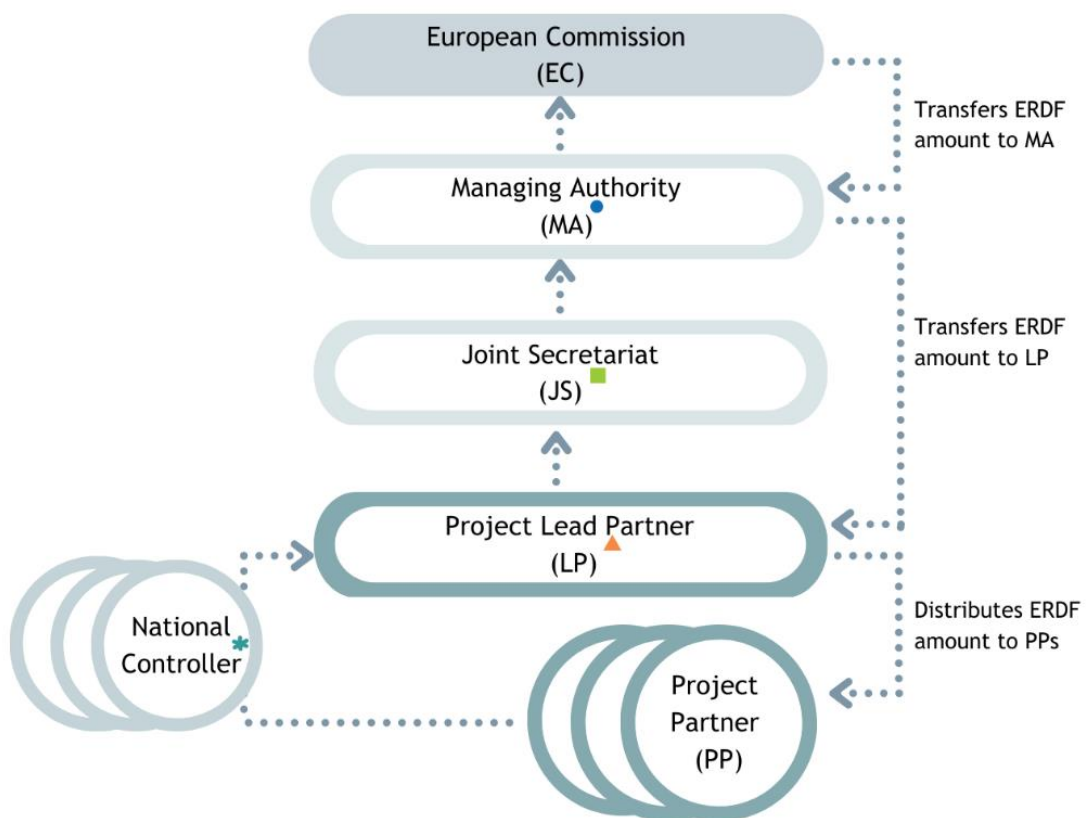 European Commission
(EC)
Transfers ERDF
amount to MA
Managing Authority
(MA)
Joint Secretariat
(JS)
Transfers ERDF
amount to LP
Project Lead Partner
(LP)
National
Controller
Distributes ERDF
amount to PPs
Project
Partner
(PP)